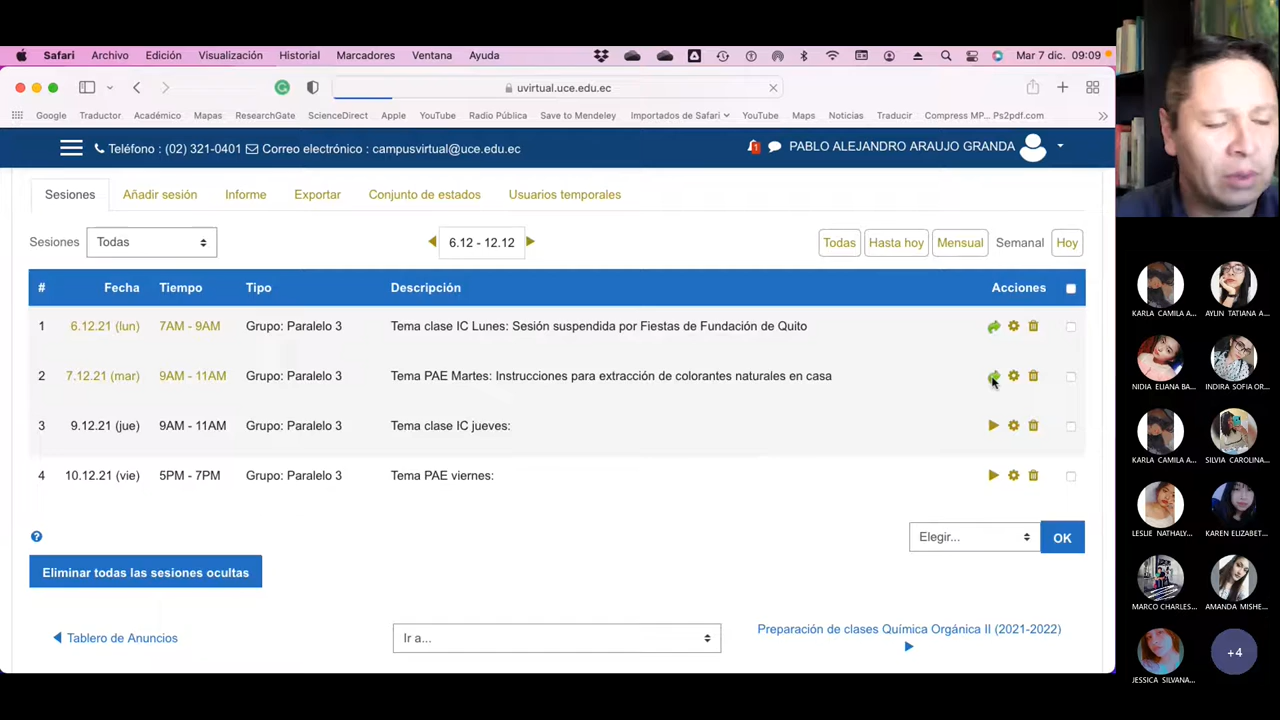 Safari Archivo Edición Visualización Historial Marcadores Ventana Ayuda Mar 7 dic. 09:09
uvirtual.uce.edu.ec
Google Traductor Académico Mapas ResearchGate ScienceDirect Apple YouTube Radio Pública Save to Mendeley Importados de Safari YouTube Maps Noticias Traducir Compress MP... Ps2pdf.com
Teléfono : (02) 321-0401 Correo electrónico : campusvirtual@uce.edu.ec 1 PABLO ALEJANDRO ARAUJO GRANDA
Sesiones Añadir sesión Informe Exportar Conjunto de estados Usuarios temporales
Sesiones Todas 6.12 - 12.12 Todas Hasta hoy Mensual Semanal Hoy
# Fecha Tiempo Tipo Descripción Acciones
1 6.12.21 (lun) 7AM - 9AM Grupo: Paralelo 3 Tema clase IC Lunes: Sesión suspendida por Fiestas de Fundación de Quito
2 7.12.21 (mar) 9AM - 11AM Grupo: Paralelo 3 Tema PAE Martes: Instrucciones para extracción de colorantes naturales en casa
3 9.12.21 (jue) 9AM - 11AM Grupo: Paralelo 3 Tema clase IC jueves:
4 10.12.21 (vie) 5PM - 7PM Grupo: Paralelo 3 Tema PAE viernes:
?
Elegir... OK
Eliminar todas las sesiones ocultas
Tablero de Anuncios Ir a... Preparación de clases Química Orgánica II (2021-2022)
KARLA CAMILA A... AYLIN TATIANA A...
NIDIA ELIANA BA... INDIRA SOFIA OR...
KARLA CAMILA A... SILVIA CAROLINA...
LESLIE NATHALY... KAREN ELIZABET...
MARCO CHARLES... AMANDA MISHE...
JESSICA SILVANA... +4